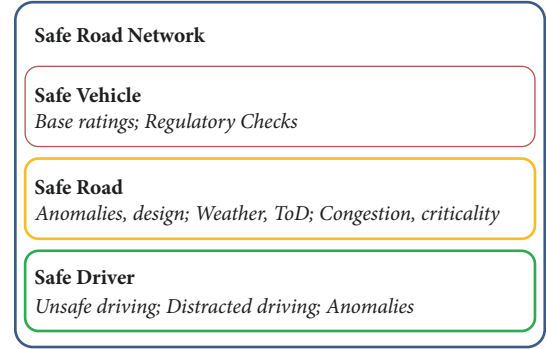 Safe Road Network
Safe Vehicle
Base ratings; Regulatory Checks
Safe Road
Anomalies, design; Weather, ToD; Congestion, criticality
Safe Driver
Unsafe driving; Distracted driving; Anomalies